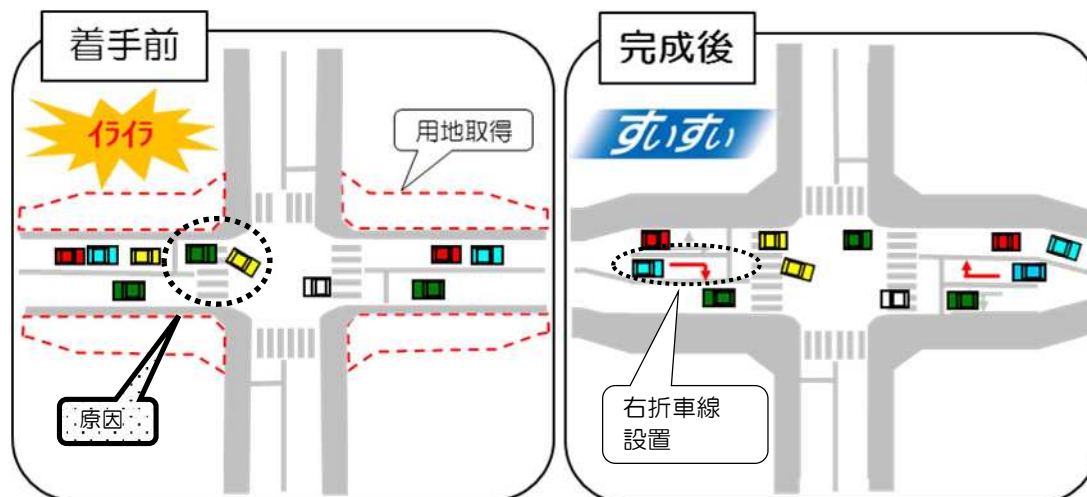 着手前
イライラ
用地取得
原因
完成後
すいすい
右折車線
設置